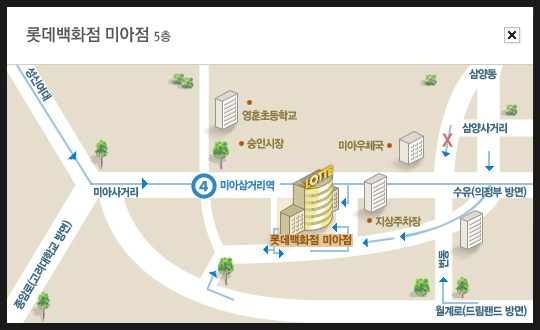 롯데백화점 미아점 5층
성신여대
삼양동
영훈초등학교
숭인시장
미아우체국
삼양사거리
X
LOTTE
미아사거리
4 미아삼거리역
수유(의정부 방면)
지상주차장
롯데백화점 미아점
번동
종암로(고려대학교 방면)
월계로(드림랜드 방면)